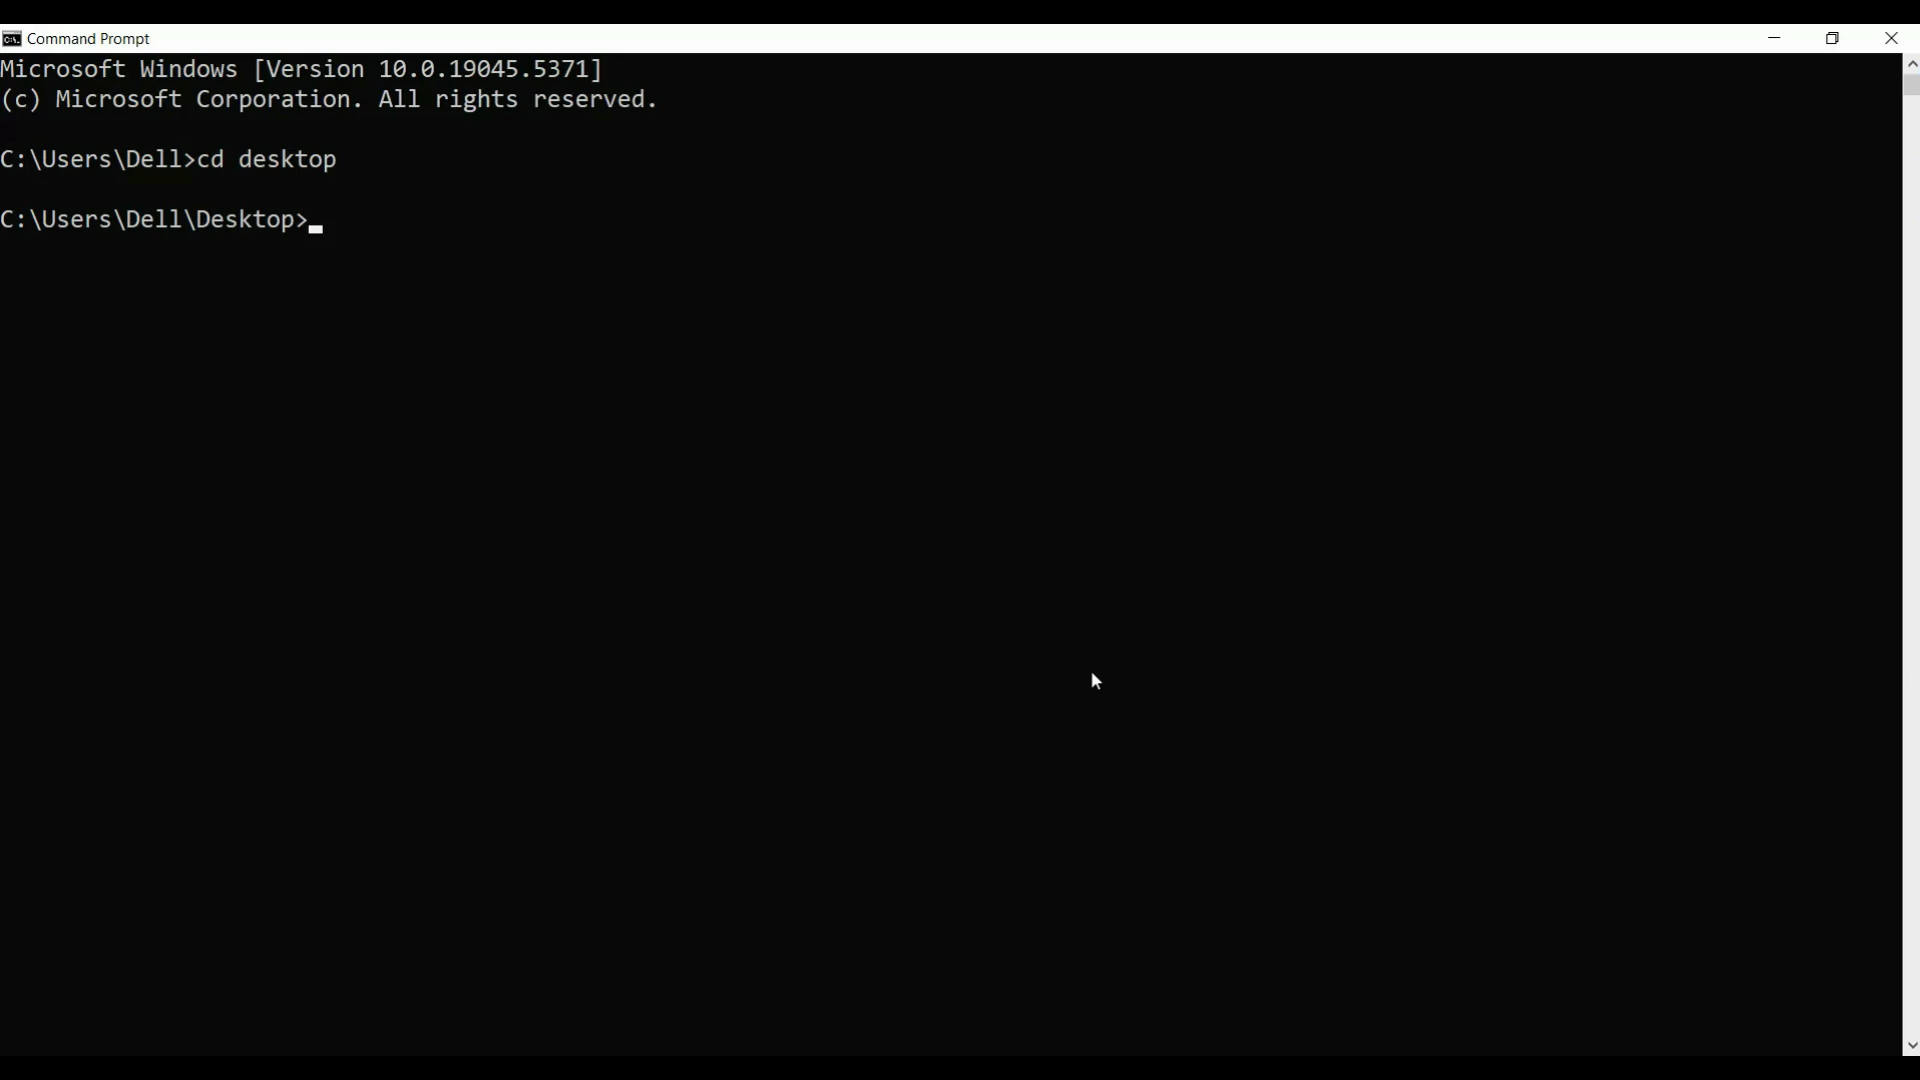 Command Prompt
Microsoft Windows [Version 10.0.19045.5371]
(c) Microsoft Corporation. All rights reserved.
C:\Users\Dell>cd desktop
C:\Users\Dell\Desktop>